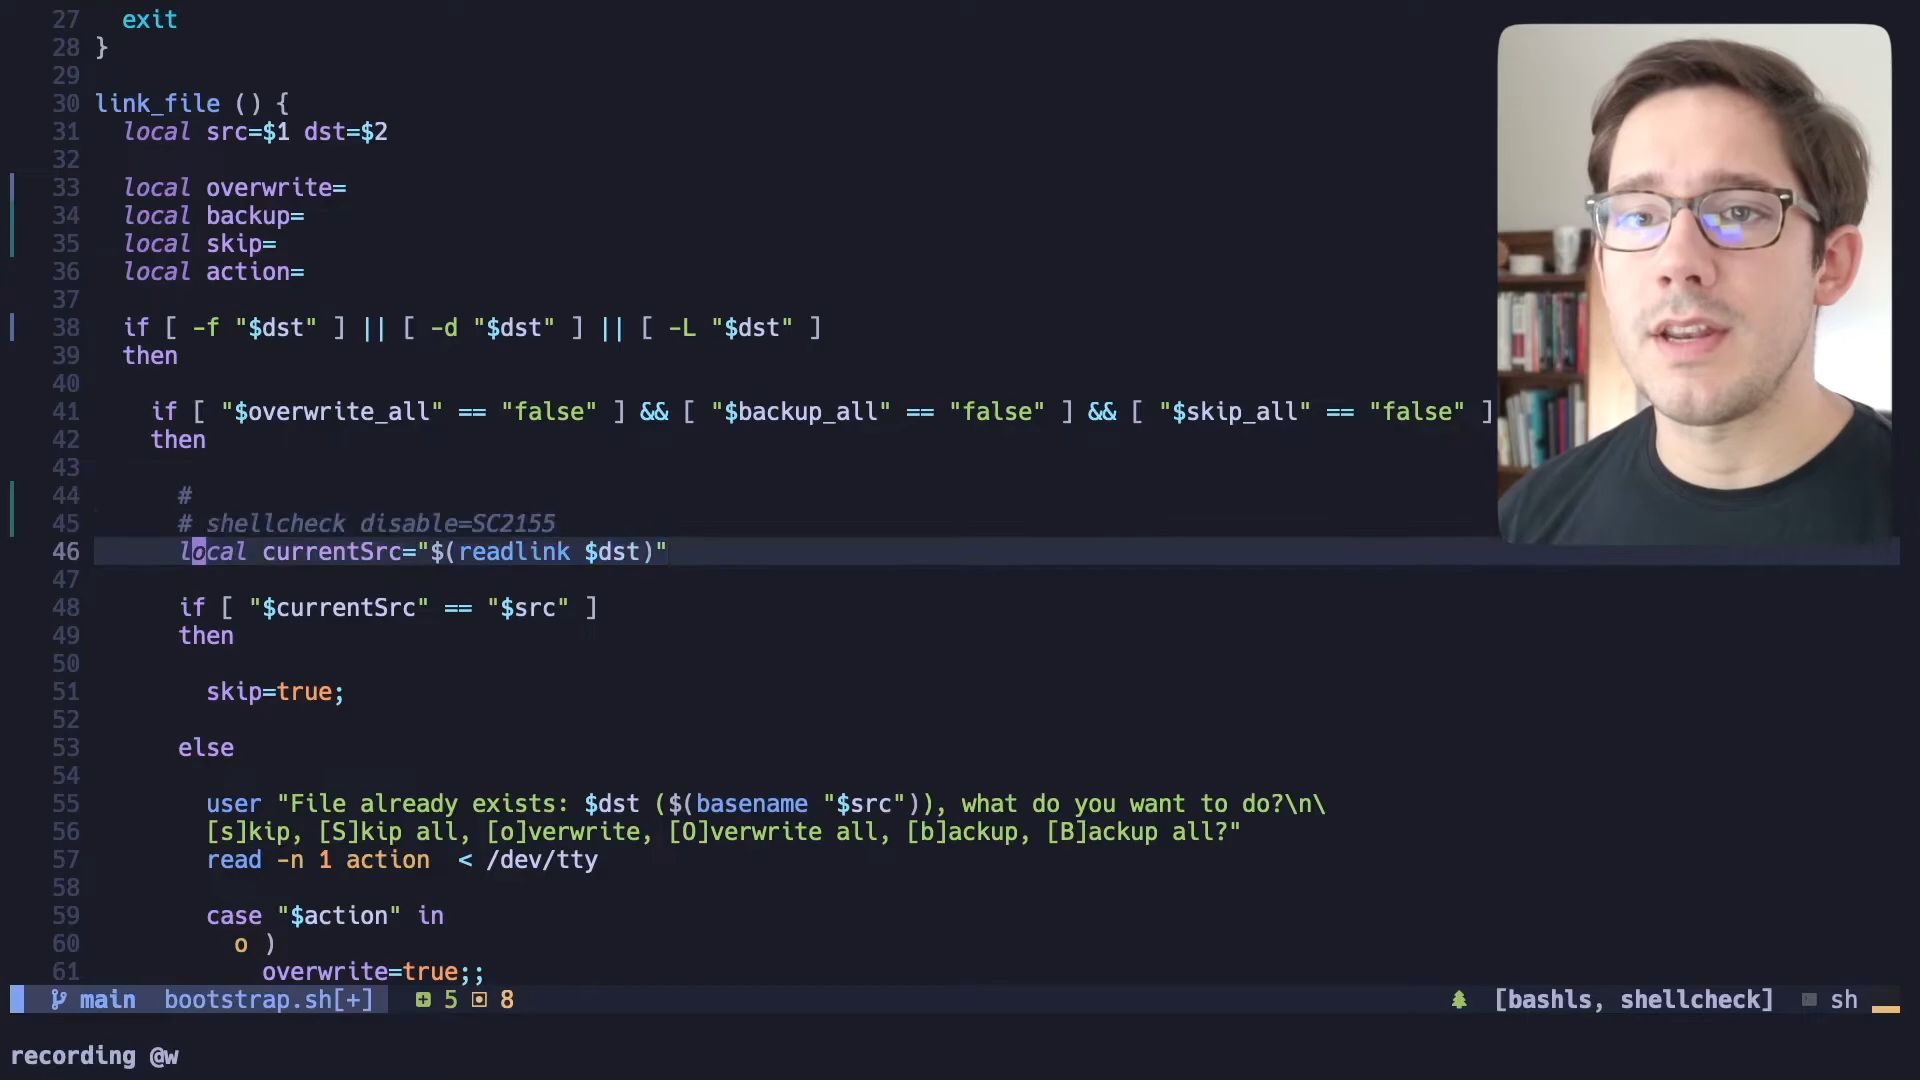 27 exit
28 }
29
30 link_file () {
31 local src=$1 dst=$2
32
33 local overwrite=
34 local backup=
35 local skip=
36 local action=
37
38 if [ -f "$dst" ] || [ -d "$dst" ] || [ -L "$dst" ]
39 then
40
41 if [ "$overwrite_all" == "false" ] && [ "$backup_all" == "false" ] && [ "$skip_all" == "false" ]
42 then
43
44 #
45 # shellcheck disable=SC2155
46 local currentSrc="$(readlink $dst)"
47
48 if [ "$currentSrc" == "$src" ]
49 then
50
51 skip=true;
52
53 else
54
55 user "File already exists: $dst ($(basename "$src")), what do you want to do?\n\
56 [s]kip, [S]kip all, [o]verwrite, [O]verwrite all, [b]ackup, [B]ackup all?"
57 read -n 1 action  < /dev/tty
58
59 case "$action" in
60 o )
61 overwrite=true;;
main bootstrap.sh[+] 5 8 [bashls, shellcheck] sh
recording @w